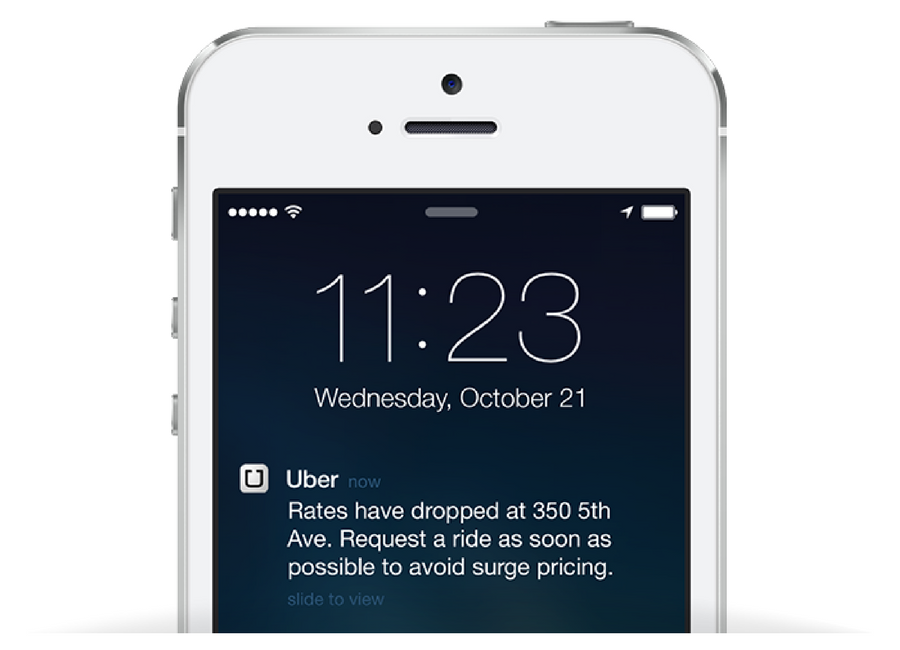 11:23
Wednesday, October 21
Uber now
Rates have dropped at 350 5th
Ave. Request a ride as soon as
possible to avoid surge pricing.
slide to view